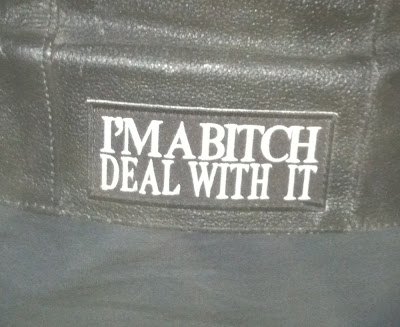 I'M A BITCH
DEAL WITH IT